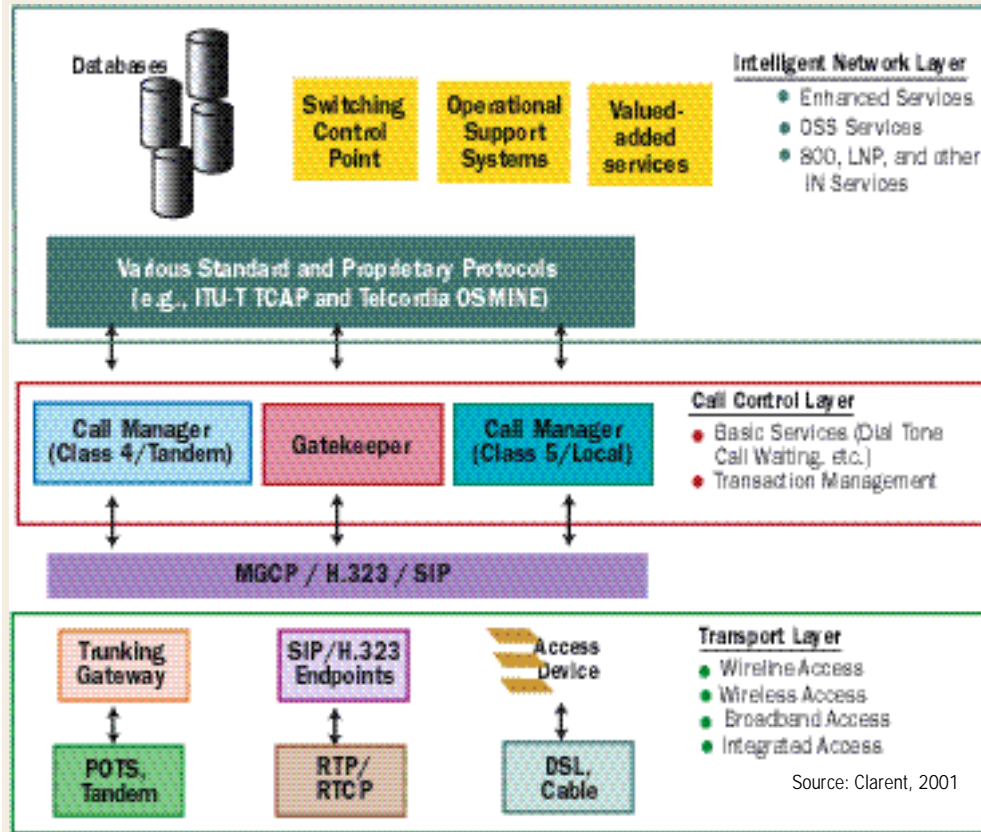 Databases
Switching
Control
Point
Operational
Support
Systems
Valued-
added
services
Intelligent Network Layer
Enhanced Services
OSS Services
800, LNP, and other
IN Services
Various Standard and Proprietary Protocols
(e.g., ITU-T TCAP and Telcordia OSMINE)
Call Manager
(Class 4/Tandem)
Gatekeeper
Call Manager
(Class 5/Local)
Call Control Layer
Basic Services (Dial Tone
Call Waiting, etc.)
Transaction Management
MGCP / H.323 / SIP
Trunking
Gateway
SIP/H.323
Endpoints
Access
Device
POTS,
Tandem
RTP/
RTCP
DSL,
Cable
Transport Layer
Wireline Access
Wireless Access
Broadband Access
Integrated Access
Source: Clarent, 2001